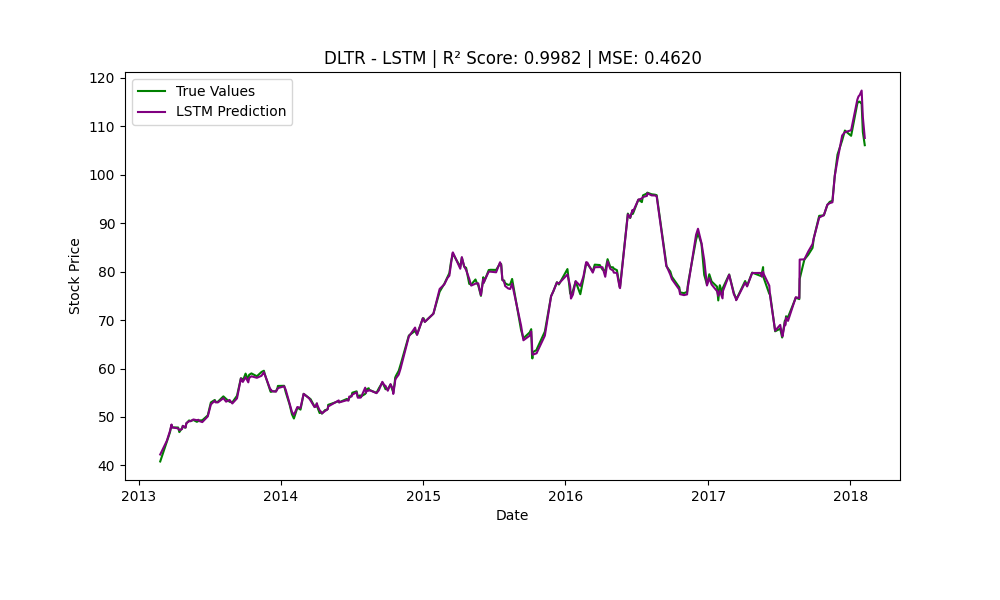 DLTR - LSTM | R² Score: 0.9982 | MSE: 0.4620
True Values
LSTM Prediction
120
110
100
90
80
70
60
50
40
Stock Price
2013 2014 2015 2016 2017 2018
Date